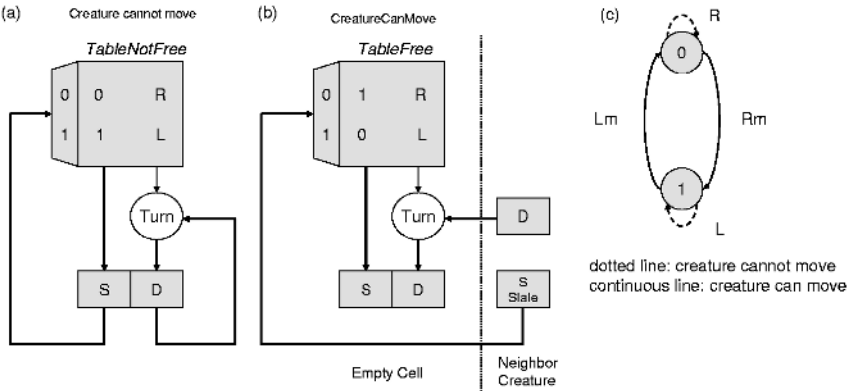 (a)
Creature cannot move
TableNotFree
0 0 R
1 1 L
Turn
S D
(b)
CreatureCanMove
TableFree
0 1 R
1 0 L
Turn
D
S D
S
Slale
Empty Cell
Neighbor
Creature
(c)
R
0
Lm
Rm
1
L
dotted line: creature cannot move
continuous line: creature can move